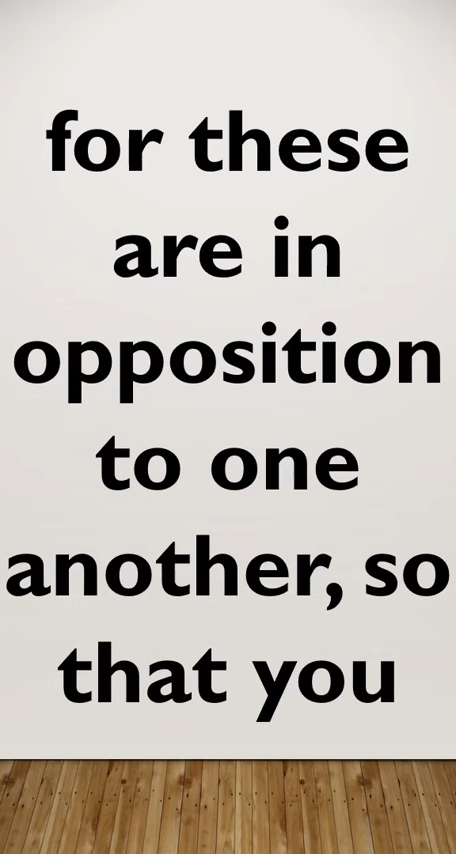 for these
are in
opposition
to one
another, so
that you